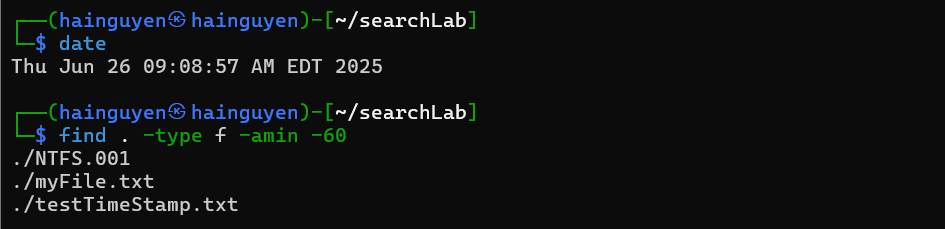 ┌──(hainguyen㉿hainguyen)-[~/searchLab]
└─$ date
Thu Jun 26 09:08:57 AM EDT 2025
┌──(hainguyen㉿hainguyen)-[~/searchLab]
└─$ find . -type f -amin -60
./NTFS.001
./myFile.txt
./testTimeStamp.txt